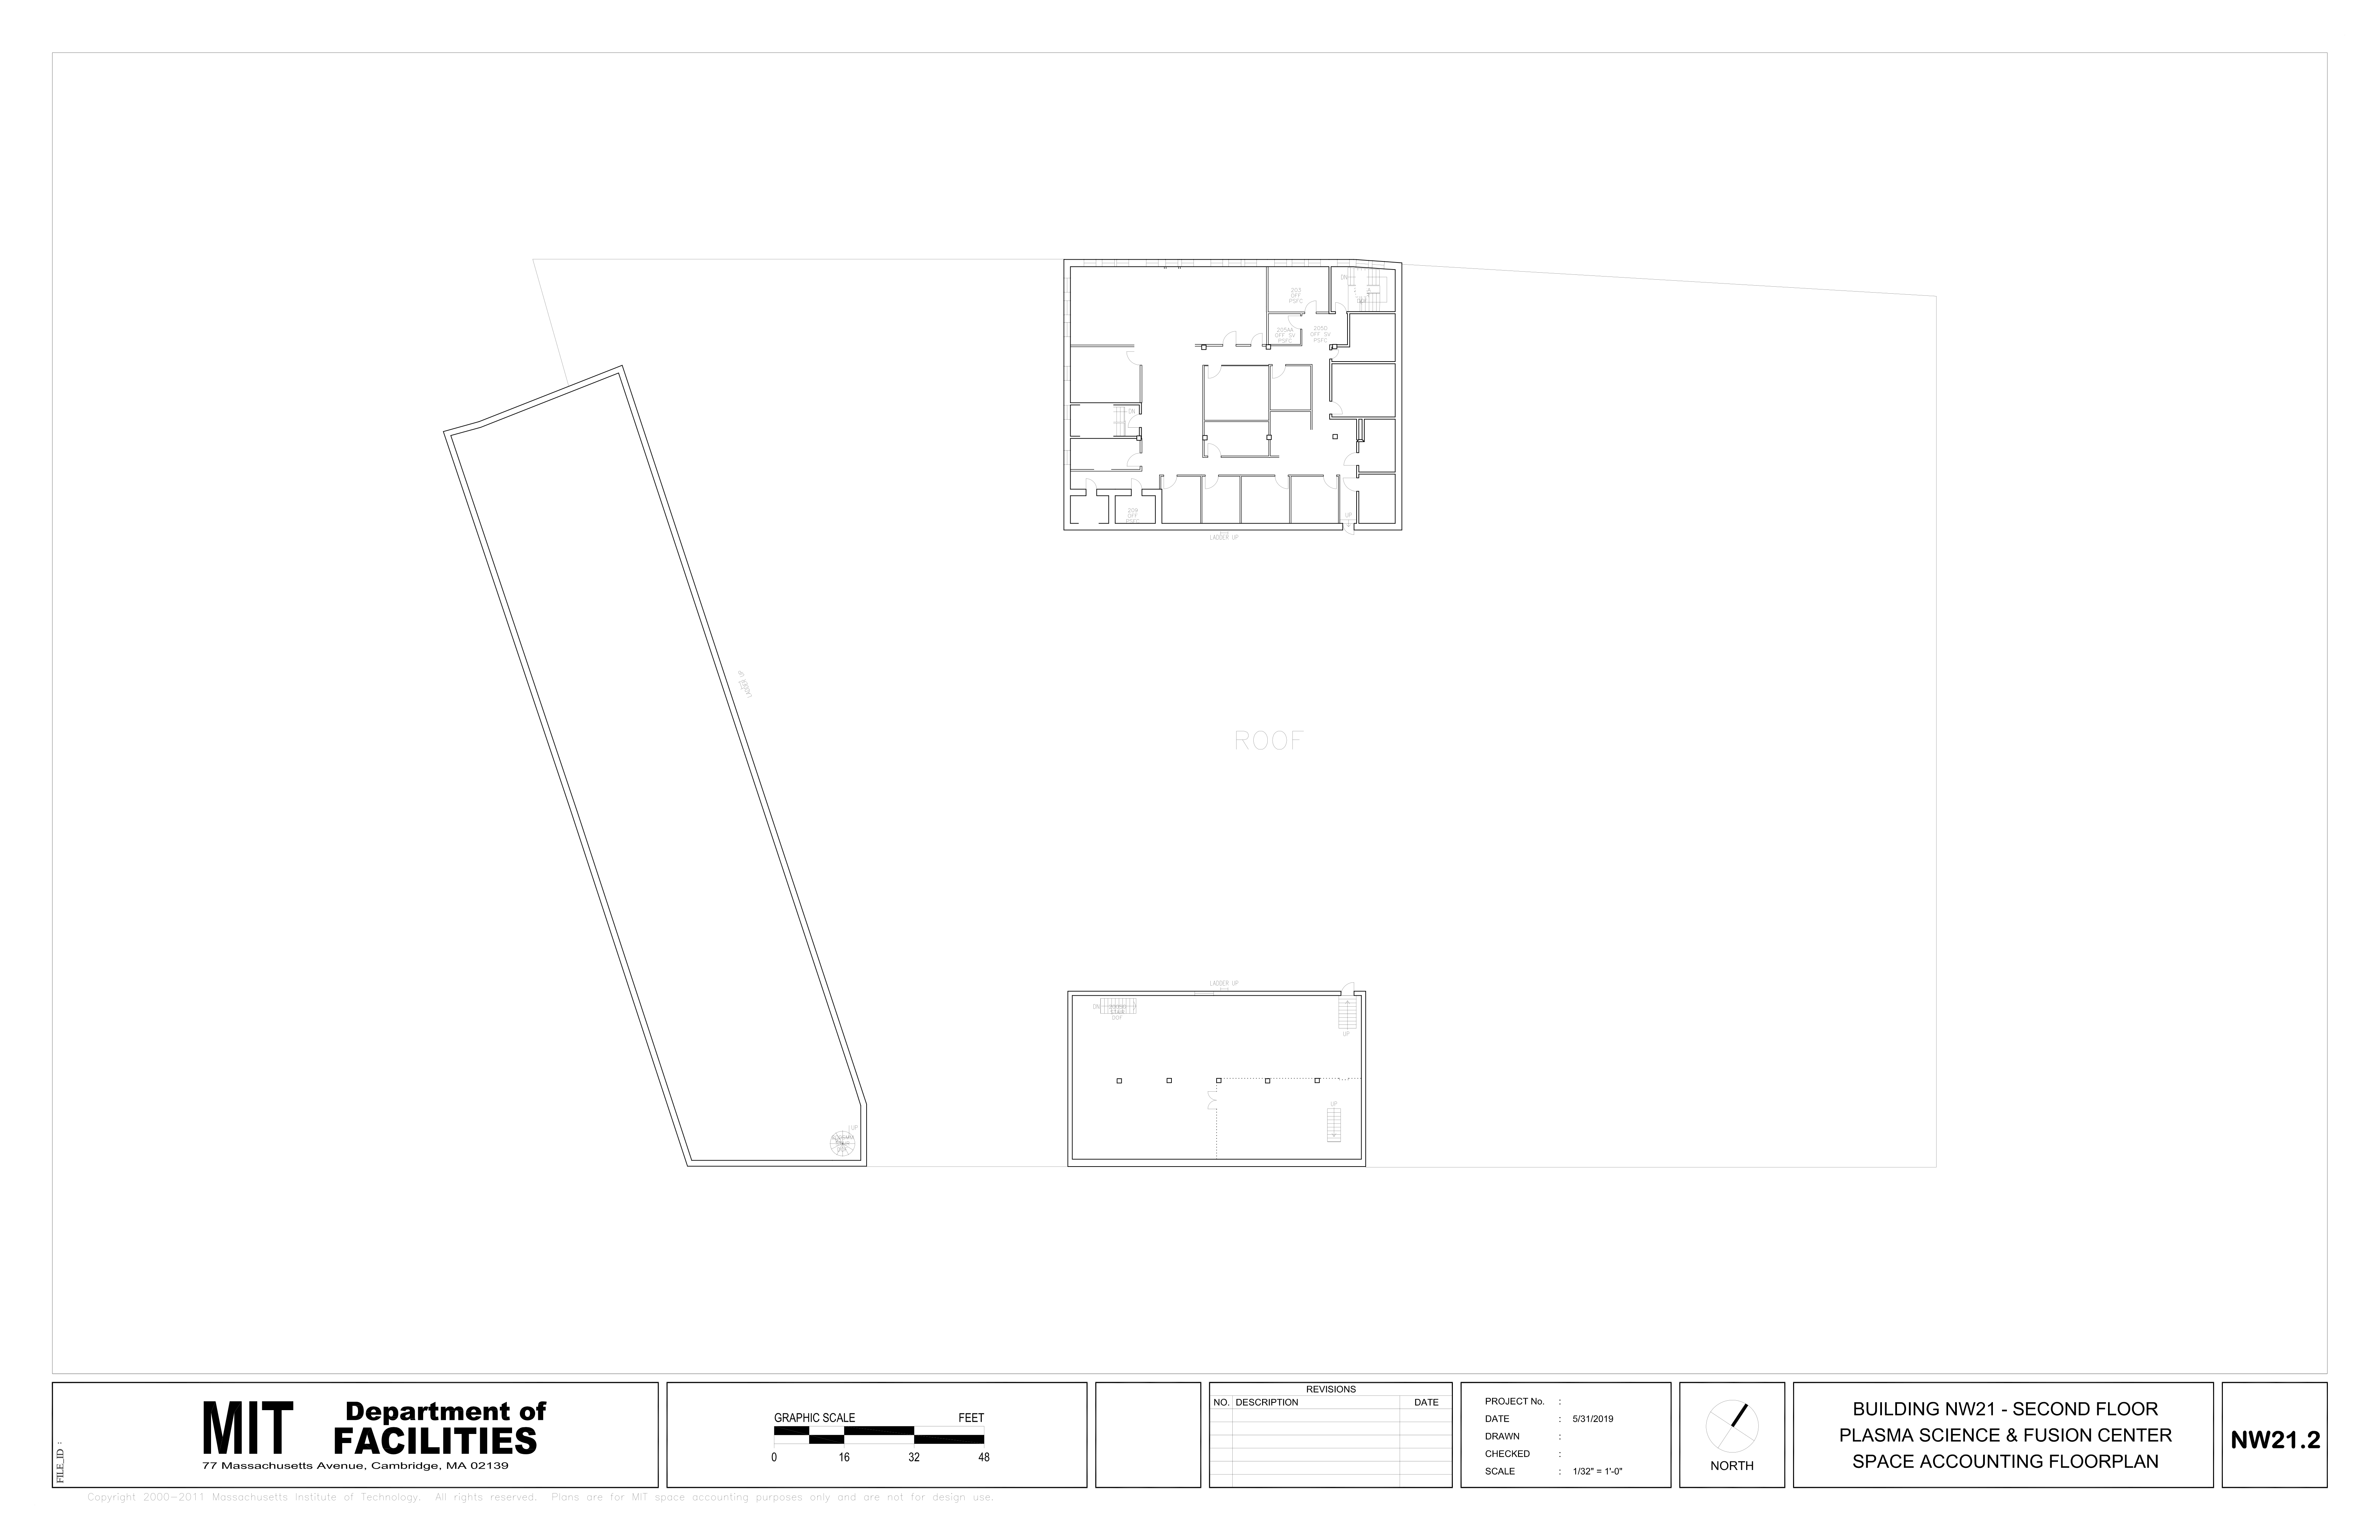 DN
203
OFF
PSFC
205AA
OFF SV
PSFC
205D
OFF SV
PSFC
DN
209
OFF
PSFC
UP
LADDER UP
LADDER UP
ROOF
LADDER UP
DN
UP
UP
UP
MIT Department of
FACILITIES
77 Massachusetts Avenue, Cambridge, MA 02139
FILE_ID :
GRAPHIC SCALE FEET
0 16 32 48
REVISIONS
NO. DESCRIPTION DATE
PROJECT No. :
DATE : 5/31/2019
DRAWN :
CHECKED :
SCALE : 1/32" = 1'-0"
NORTH
BUILDING NW21 - SECOND FLOOR
PLASMA SCIENCE & FUSION CENTER
SPACE ACCOUNTING FLOORPLAN
NW21.2
Copyright 2000-2011 Massachusetts Institute of Technology. All rights reserved. Plans are for MIT space accounting purposes only and are not for design use.